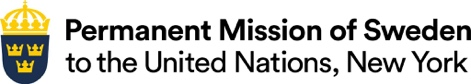 Permanent Mission of Sweden
to the United Nations, New York